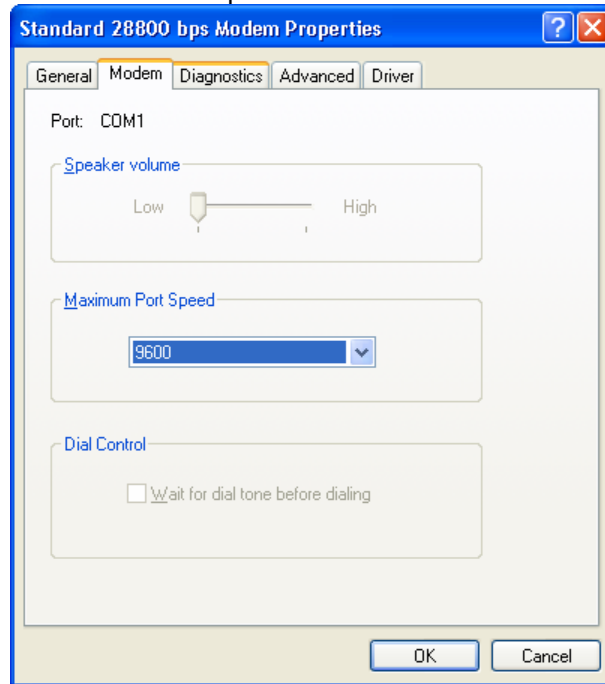 Standard 28800 bps Modem Properties
General Modem Diagnostics Advanced Driver
Port: COM1
Speaker volume
Low High
Maximum Port Speed
9600
Dial Control
Wait for dial tone before dialing
OK Cancel